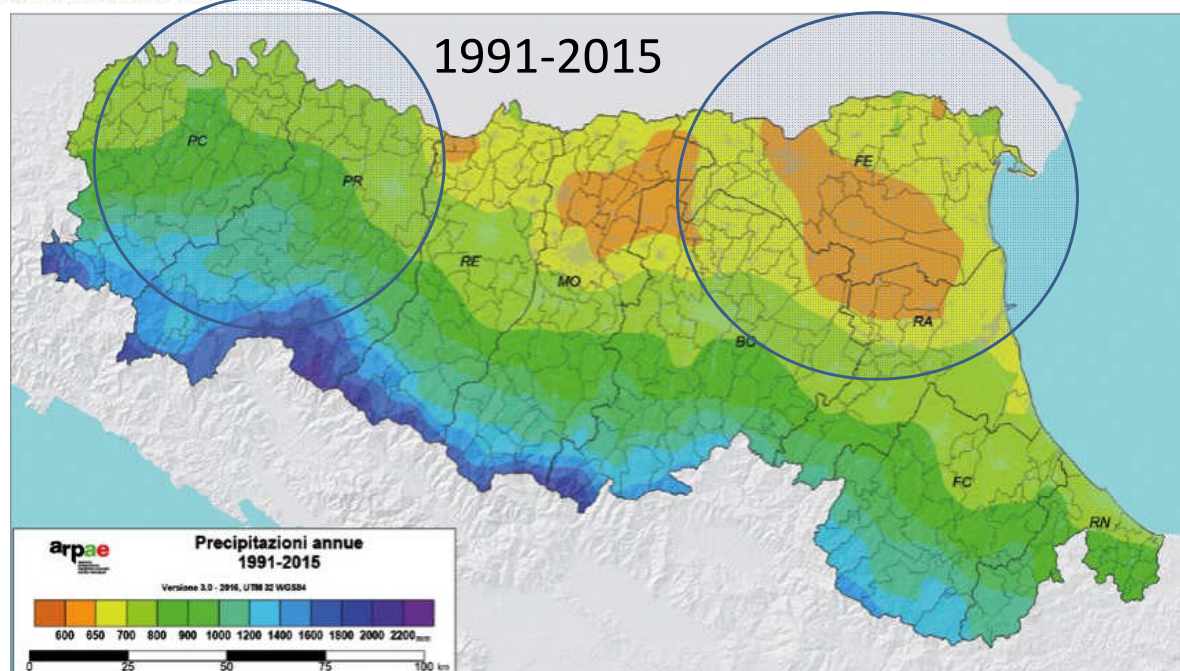 1991-2015
PC
PR
RE
MO
BO
FE
RA
FC
RN
arpae
Precipitazioni annue
1991-2015
Versione 3.0 - 2016, UTM 32 WGS84
600 650 700 800 900 1000 1200 1400 1600 1800 2000 2200 mm
0 25 50 75 100 km